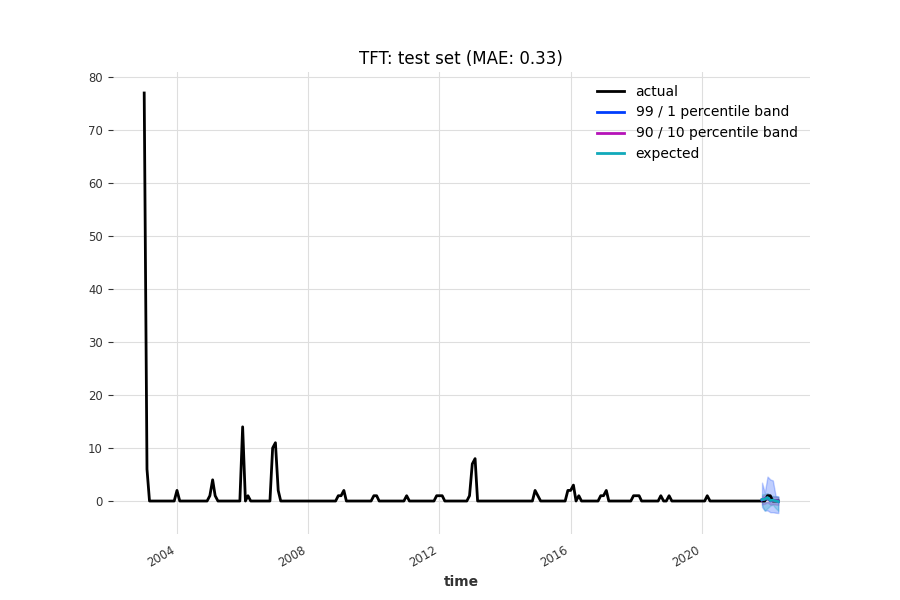 TFT: test set (MAE: 0.33)
actual
99 / 1 percentile band
90 / 10 percentile band
expected
80
70
60
50
40
30
20
10
0
2004
2008
2012
2016
2020
time